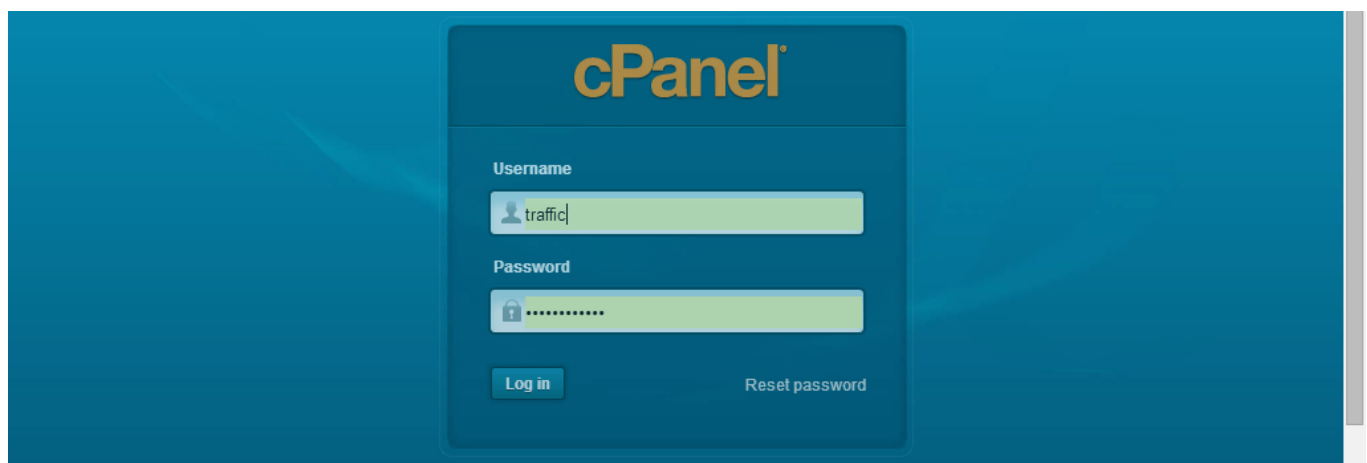 cPanel®
Username
traffic
Password
••••••••••••
Log in
Reset password